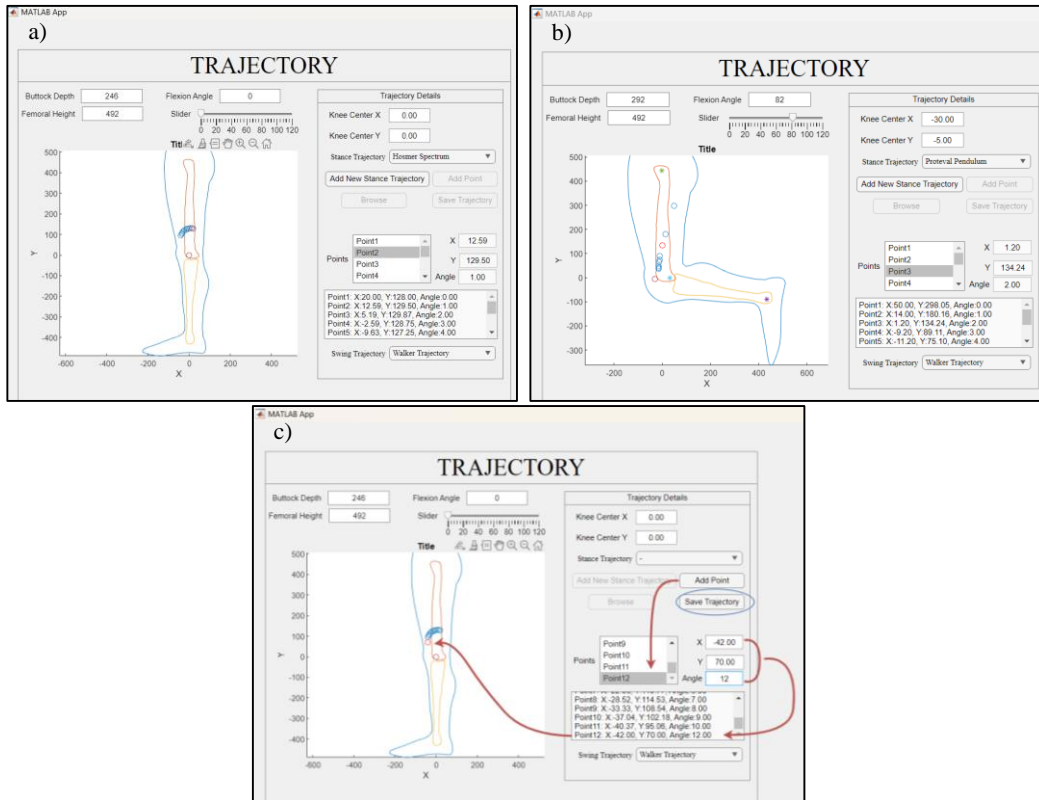 MATLAB App
a)
TRAJECTORY
Buttock Depth 246 Flexion Angle 0
Femoral Height 492 Slider
0 20 40 60 80 100 120
Titl
500
400
300
200
100
0
-100
-200
-300
-400
-600 -400 -200 0 200 400
X
Y
Trajectory Details
Knee Center X 0.00
Knee Center Y 0.00
Stance Trajectory Hosmer Spectrum
Add New Stance Trajectory Add Point
Browse Save Trajectory
Points
Point1
Point2
Point3
Point4
X 12.59
Y 129.50
Angle 1.00
Point1: X:20.00, Y:128.00, Angle:0.00
Point2: X:12.59, Y:129.50, Angle:1.00
Point3: X:5.19, Y:129.87, Angle:2.00
Point4: X:-2.59, Y:128.75, Angle:3.00
Point5: X:-9.63, Y:127.25, Angle:4.00
Swing Trajectory Walker Trajectory
MATLAB App
b)
TRAJECTORY
Buttock Depth 292 Flexion Angle 82
Femoral Height 492 Slider
0 20 40 60 80 100 120
Title
500
400
300
200
100
0
-100
-200
-300
-200 0 200 400 600
X
Y
Trajectory Details
Knee Center X -30.00
Knee Center Y -5.00
Stance Trajectory Proteval Pendulum
Add New Stance Trajectory Add Point
Browse Save Trajectory
Points
Point1
Point2
Point3
Point4
X 1.20
Y 134.24
Angle 2.00
Point1: X:50.00, Y:298.05, Angle:0.00
Point2: X:14.00, Y:180.16, Angle:1.00
Point3: X:1.20, Y:134.24, Angle:2.00
Point4: X:-9.20, Y:89.11, Angle:3.00
Point5: X:-11.20, Y:75.10, Angle:4.00
Swing Trajectory Walker Trajectory
MATLAB App
c)
TRAJECTORY
Buttock Depth 246 Flexion Angle 0
Femoral Height 492 Slider
0 20 40 60 80 100 120
Title
500
400
300
200
100
0
-100
-200
-300
-400
-600 -400 -200 0 200 400
X
Y
Trajectory Details
Knee Center X 0.00
Knee Center Y 0.00
Stance Trajectory -
Add New Stance Trajectory Add Point
Browse Save Trajectory
Points
Point9
Point10
Point11
Point12
X -42.00
Y 70.00
Angle 12
Point8: X:-28.52, Y:114.53, Angle:7.00
Point9: X:-33.33, Y:108.54, Angle:8.00
Point10: X:-37.04, Y:102.18, Angle:9.00
Point11: X:-40.37, Y:95.06, Angle:10.00
Point12: X:-42.00, Y:70.00, Angle:12.00
Swing Trajectory Walker Trajectory